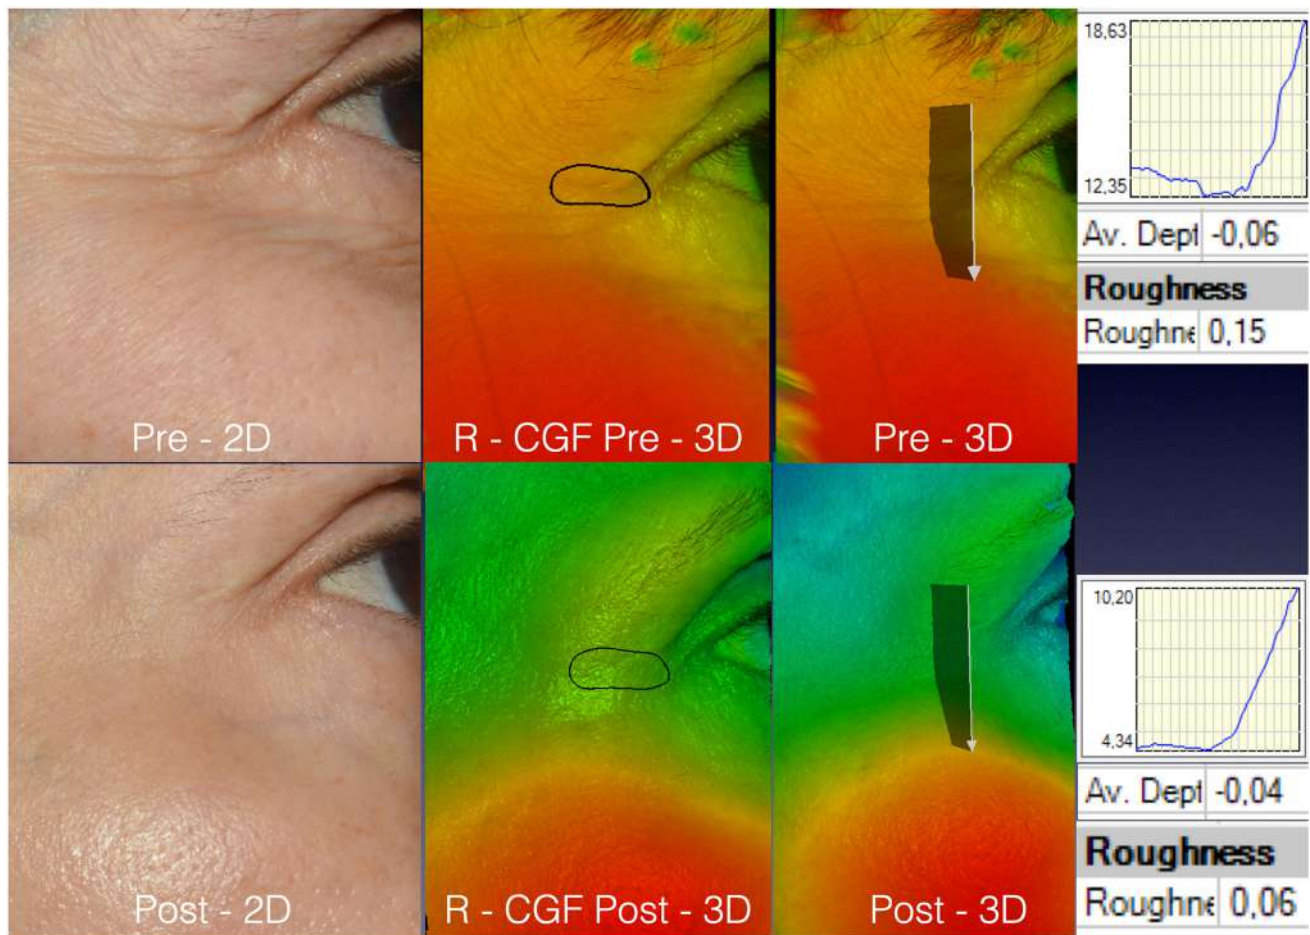 Pre - 2D
R - CGF Pre - 3D
Pre - 3D
18,63
12,35
Av. Dept -0,06
Roughness
Roughne 0,15
Post - 2D
R - CGF Post - 3D
Post - 3D
10,20
4,34
Av. Dept -0,04
Roughness
Roughne 0,06